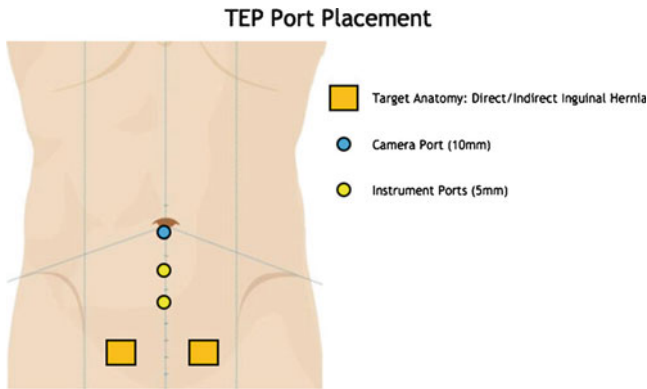 TEP Port Placement
Target Anatomy: Direct/Indirect Inguinal Hernia
Camera Port (10mm)
Instrument Ports (5mm)